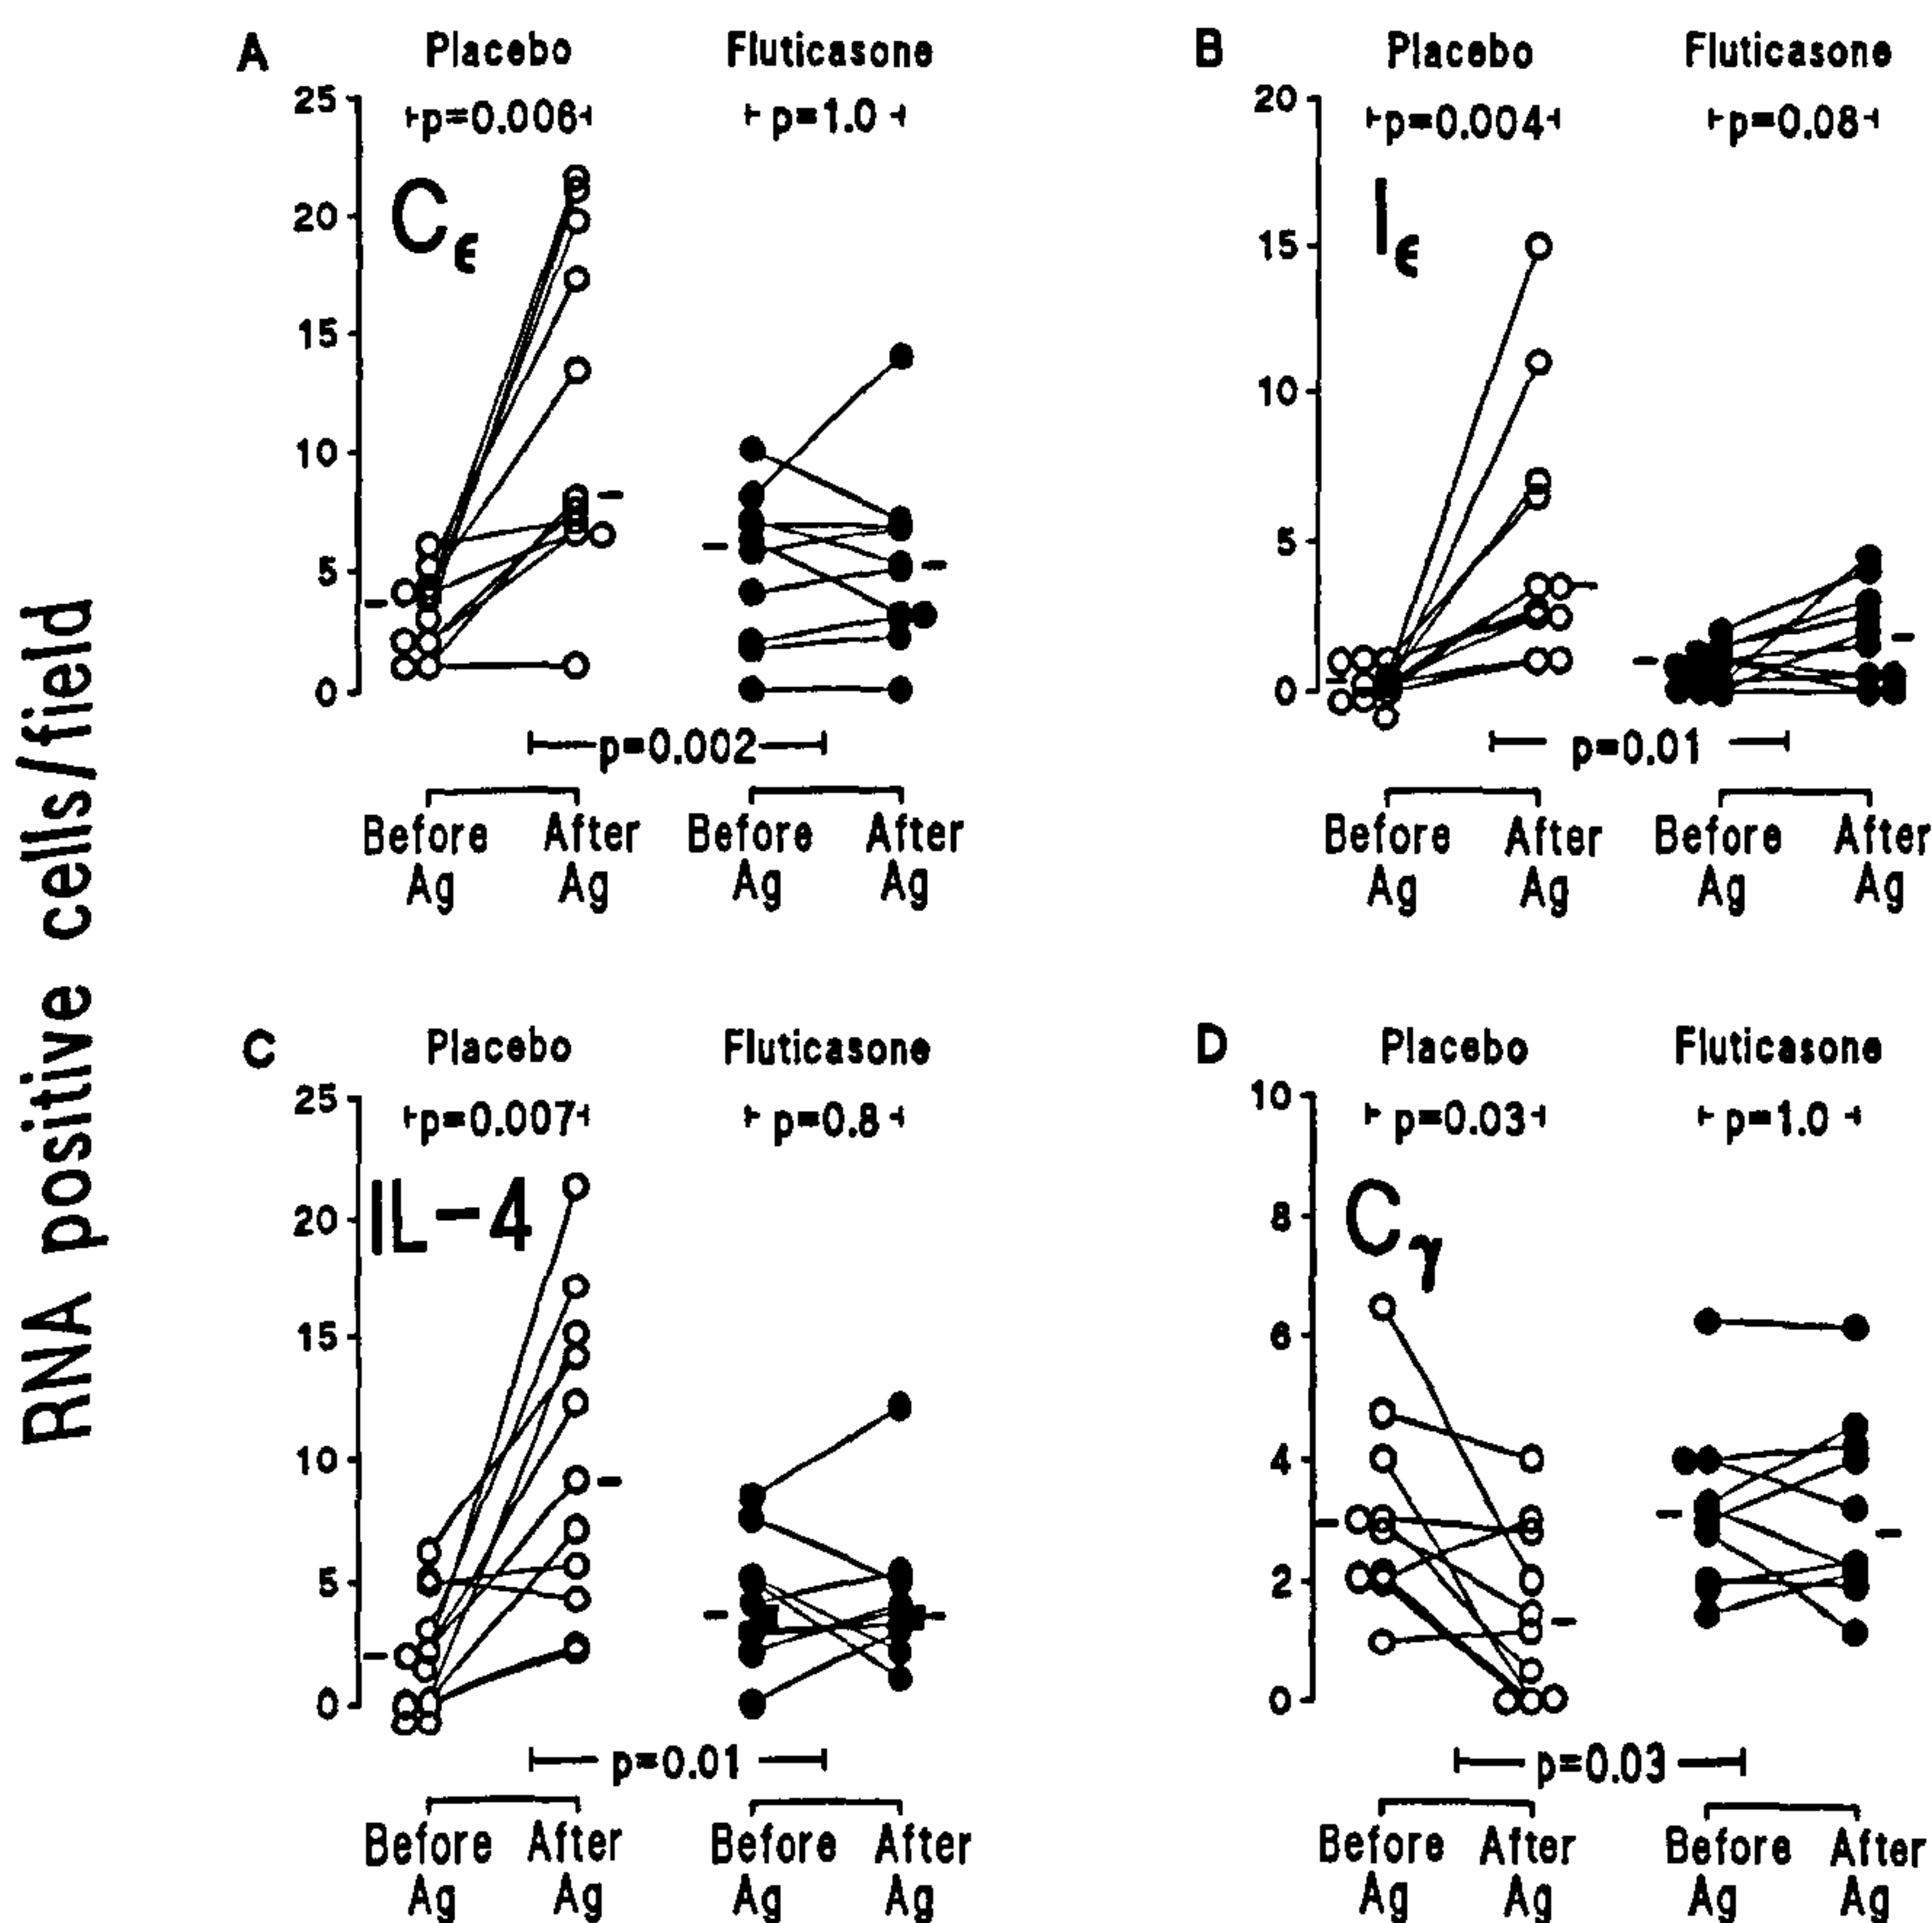 RNA positive cells/field
A
Placebo Fluticasone
p=0.006 p=1.0
Cε
25
20
15
10
5
0
p=0.002
Before After Before After
Ag Ag Ag Ag
B
Placebo Fluticasone
p=0.004 p=0.08
Iε
20
15
10
5
0
p=0.01
Before After Before After
Ag Ag Ag Ag
C
Placebo Fluticasone
p=0.007 p=0.8
IL-4
25
20
15
10
5
0
p=0.01
Before After Before After
Ag Ag Ag Ag
D
Placebo Fluticasone
p=0.03 p=1.0
Cγ
10
8
6
4
2
0
p=0.03
Before After Before After
Ag Ag Ag Ag